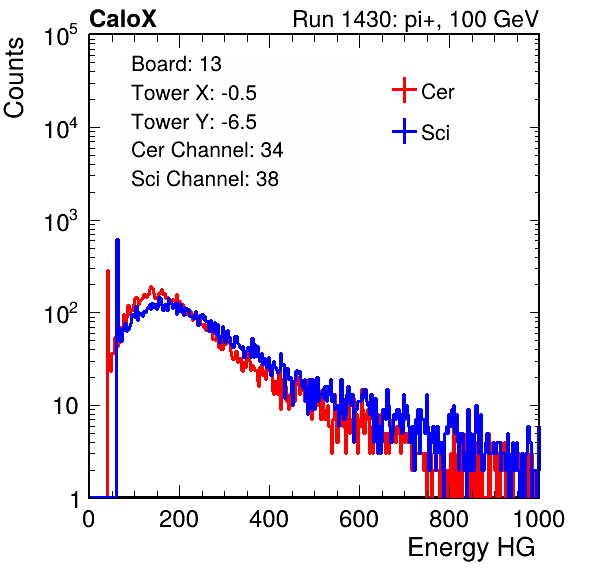 CaloX Run 1430: pi+, 100 GeV
Board: 13
Tower X: -0.5
Tower Y: -6.5
Cer Channel: 34
Sci Channel: 38
Cer
Sci
Counts
10^5
10^4
10^3
10^2
10
1
0 200 400 600 800 1000
Energy HG